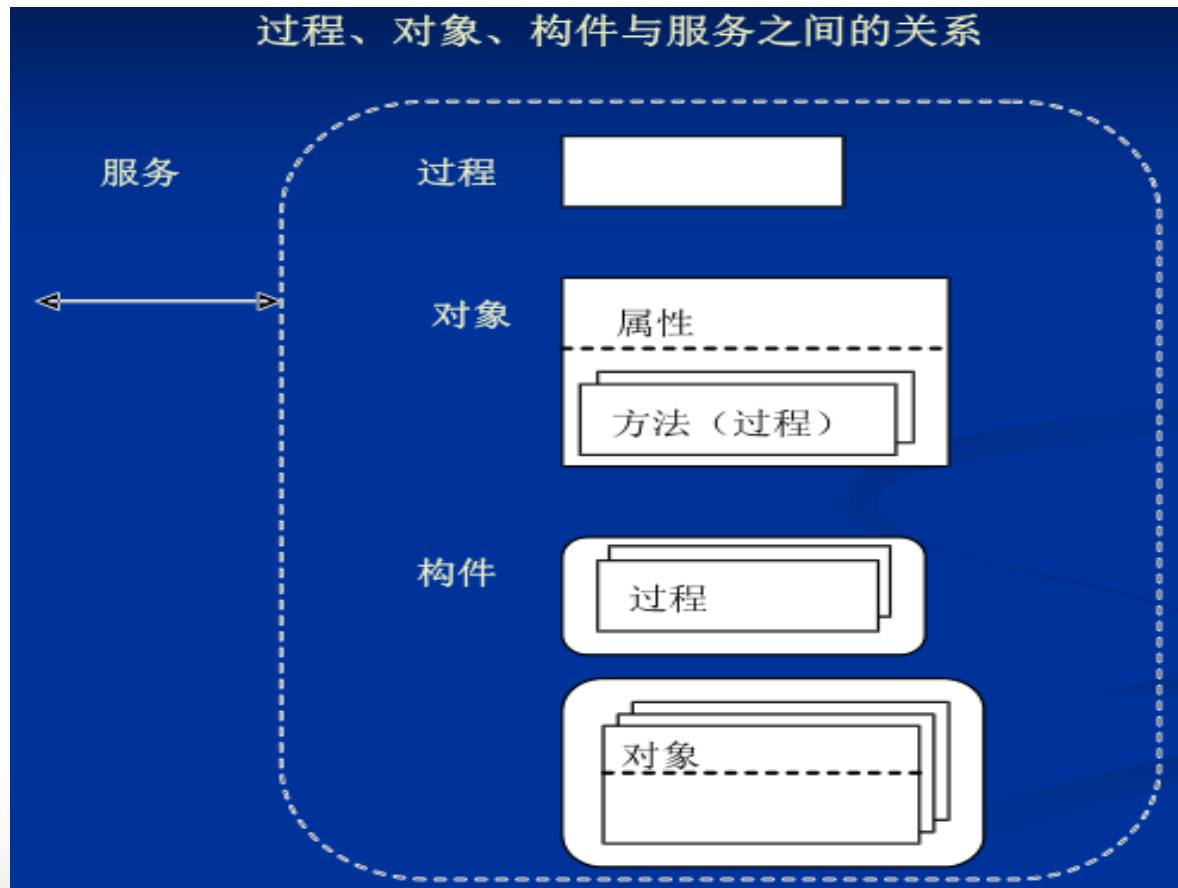 过程、对象、构件与服务之间的关系
服务
过程
对象
属性
方法（过程）
构件
过程
对象